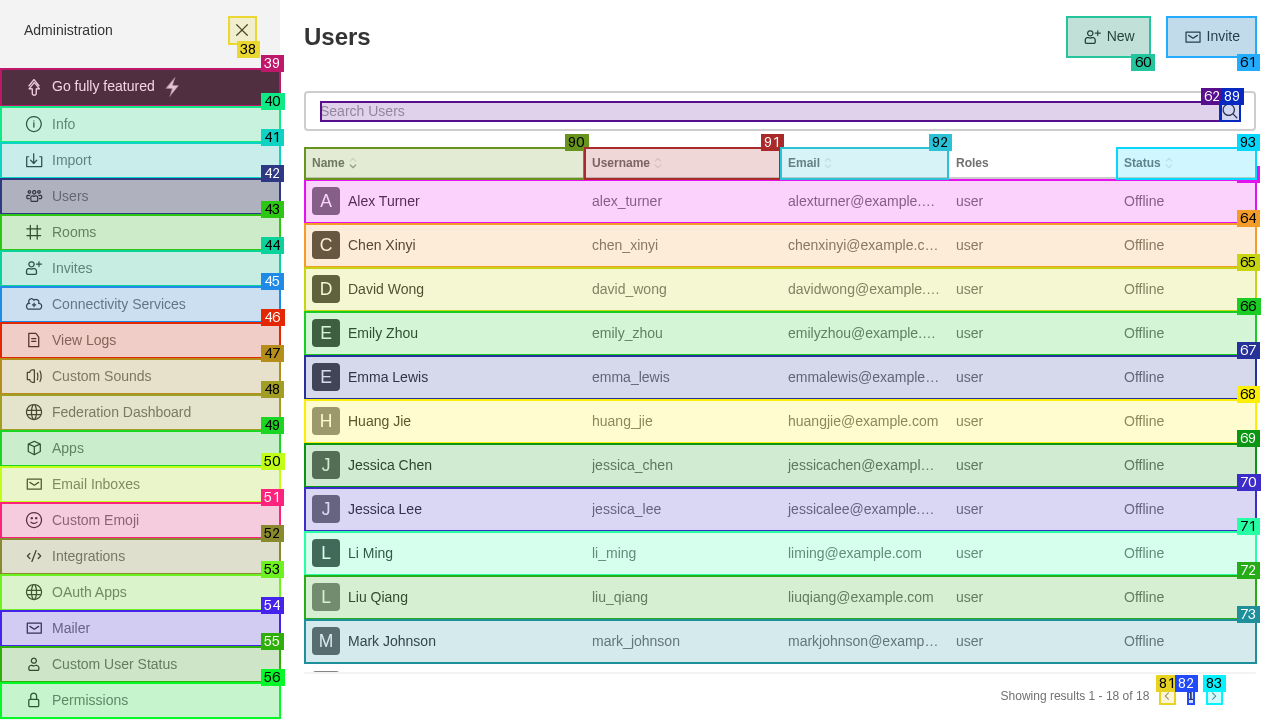 Administration
38
39
Go fully featured
40
Info
41
Import
42
Users
43
Rooms
44
Invites
45
Connectivity Services
46
View Logs
47
Custom Sounds
48
Federation Dashboard
49
Apps
50
Email Inboxes
51
Custom Emoji
52
Integrations
53
OAuth Apps
54
Mailer
55
Custom User Status
56
Permissions
Users
New
Invite
60
61
Search Users
62
89
90
91
92
93
Name Username Email Roles Status
A Alex Turner alex_turner alexturner@example.… user Offline
64
C Chen Xinyi chen_xinyi chenxinyi@example.c… user Offline
65
D David Wong david_wong davidwong@example.… user Offline
66
E Emily Zhou emily_zhou emilyzhou@example.… user Offline
67
E Emma Lewis emma_lewis emmalewis@example… user Offline
68
H Huang Jie huang_jie huangjie@example.com user Offline
69
J Jessica Chen jessica_chen jessicachen@exampl… user Offline
70
J Jessica Lee jessica_lee jessicalee@example.… user Offline
71
L Li Ming li_ming liming@example.com user Offline
72
L Liu Qiang liu_qiang liuqiang@example.com user Offline
73
M Mark Johnson mark_johnson markjohnson@examp… user Offline
81
82
83
Showing results 1 - 18 of 18